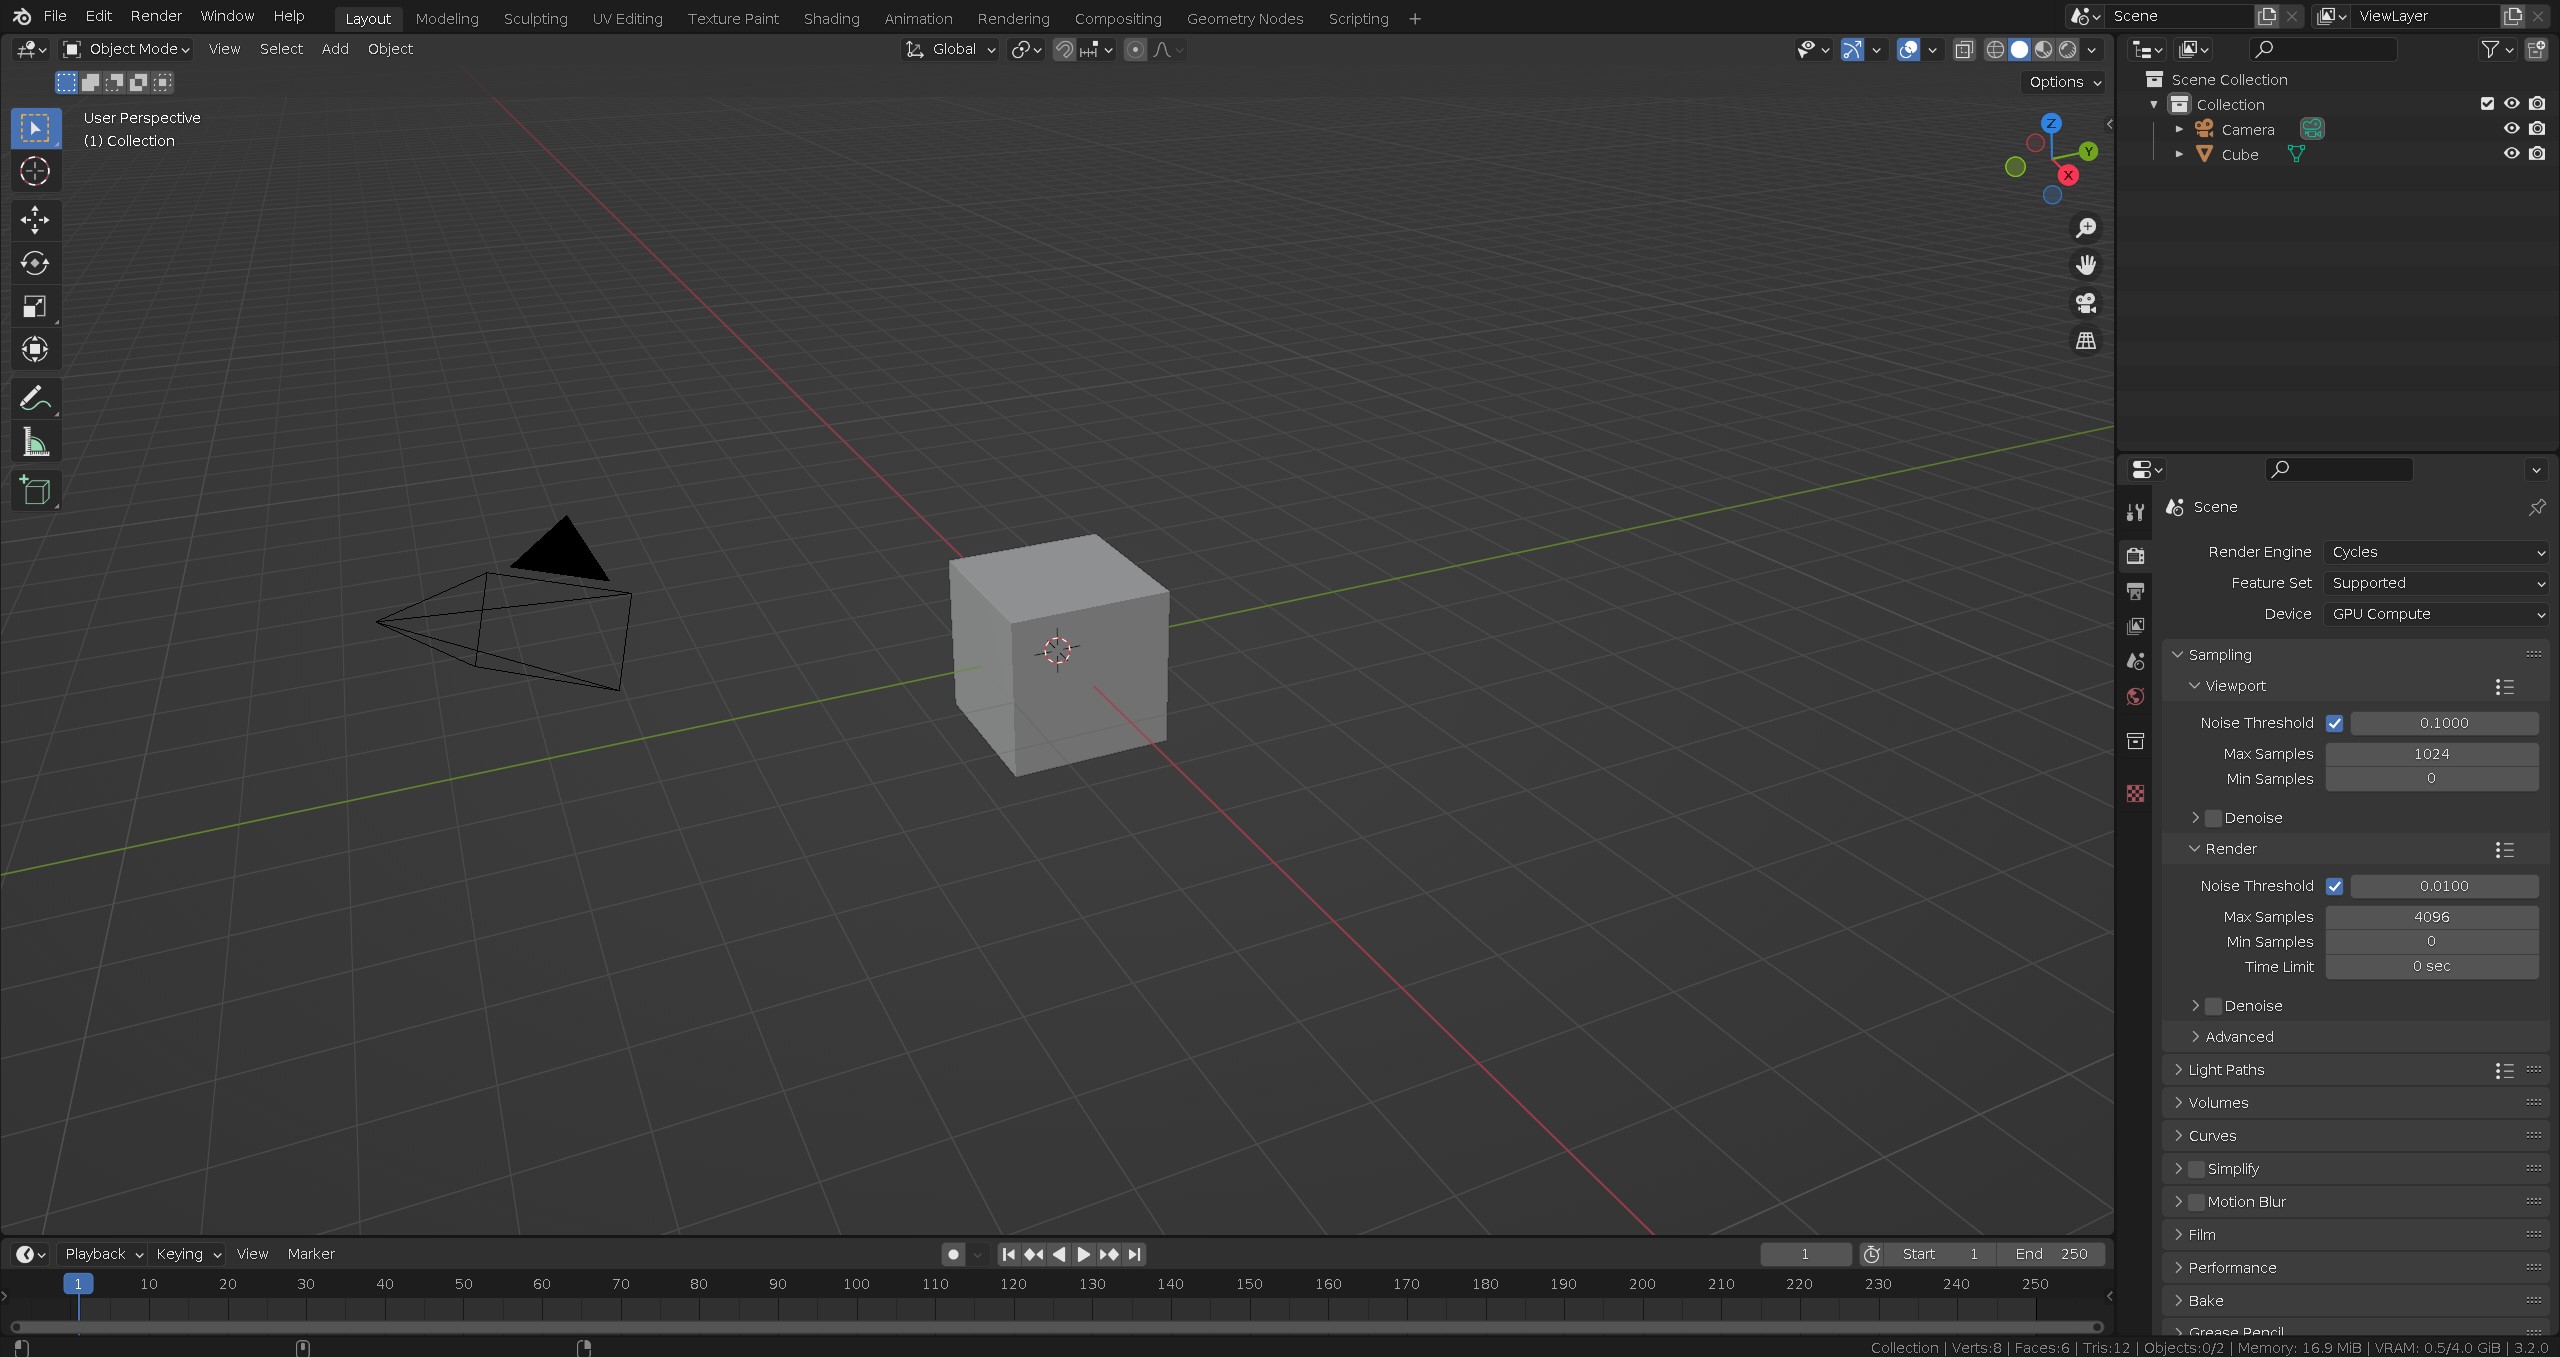 File Edit Render Window Help Layout Modeling Sculpting UV Editing Texture Paint Shading Animation Rendering Compositing Geometry Nodes Scripting + Scene ViewLayer
Object Mode View Select Add Object Global
Options
User Perspective
(1) Collection
Z
Y
X
Scene Collection
Collection
Camera
Cube
Scene
Render Engine Cycles
Feature Set Supported
Device GPU Compute
Sampling
Viewport
Noise Threshold 0.1000
Max Samples 1024
Min Samples 0
Denoise
Render
Noise Threshold 0.0100
Max Samples 4096
Min Samples 0
Time Limit 0 sec
Denoise
Advanced
Light Paths
Volumes
Curves
Simplify
Motion Blur
Film
Performance
Bake
Grease Pencil
Playback Keying View Marker 1 Start 1 End 250
1 10 20 30 40 50 60 70 80 90 100 110 120 130 140 150 160 170 180 190 200 210 220 230 240 250
Collection | Verts:8 | Faces:6 | Tris:12 | Objects:0/2 | Memory: 16.9 MiB | VRAM: 0.5/4.0 GiB | 3.2.0